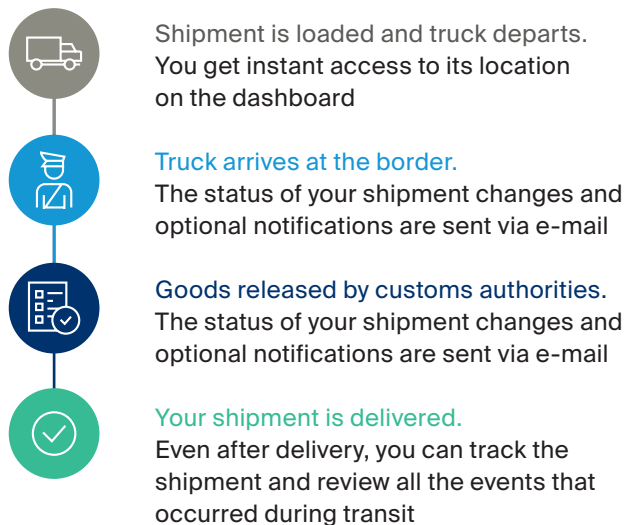 Shipment is loaded and truck departs.
You get instant access to its location
on the dashboard
Truck arrives at the border.
The status of your shipment changes and
optional notifications are sent via e-mail
Goods released by customs authorities.
The status of your shipment changes and
optional notifications are sent via e-mail
Your shipment is delivered.
Even after delivery, you can track the
shipment and review all the events that
occurred during transit